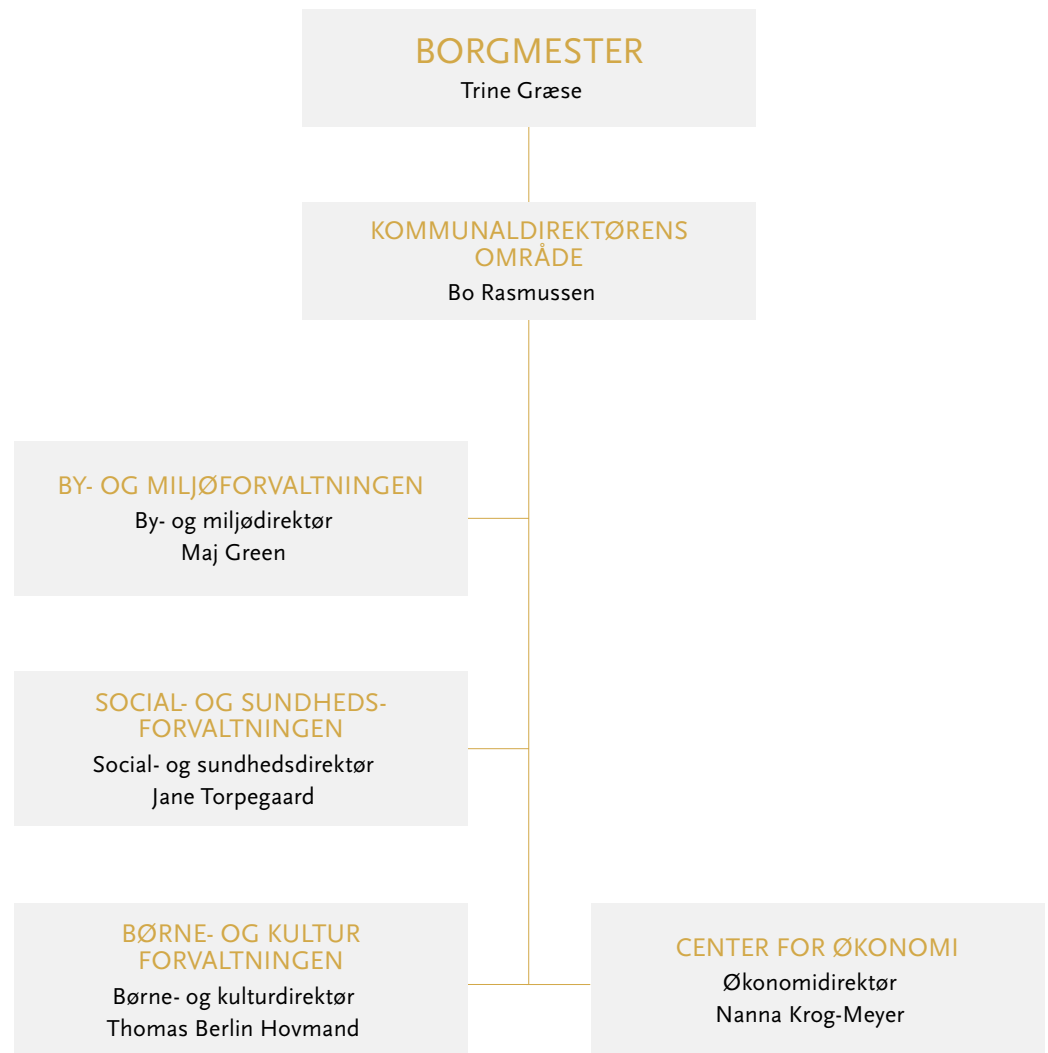 BORGMESTER
Trine Græse
KOMMUNALDIREKTØRENS
OMRÅDE
Bo Rasmussen
BY- OG MILJØFORVALTNINGEN
By- og miljødirektør
Maj Green
SOCIAL- OG SUNDHEDS-
FORVALTNINGEN
Social- og sundhedsdirektør
Jane Torpegaard
BØRNE- OG KULTUR
FORVALTNINGEN
Børne- og kulturdirektør
Thomas Berlin Hovmand
CENTER FOR ØKONOMI
Økonomidirektør
Nanna Krog-Meyer